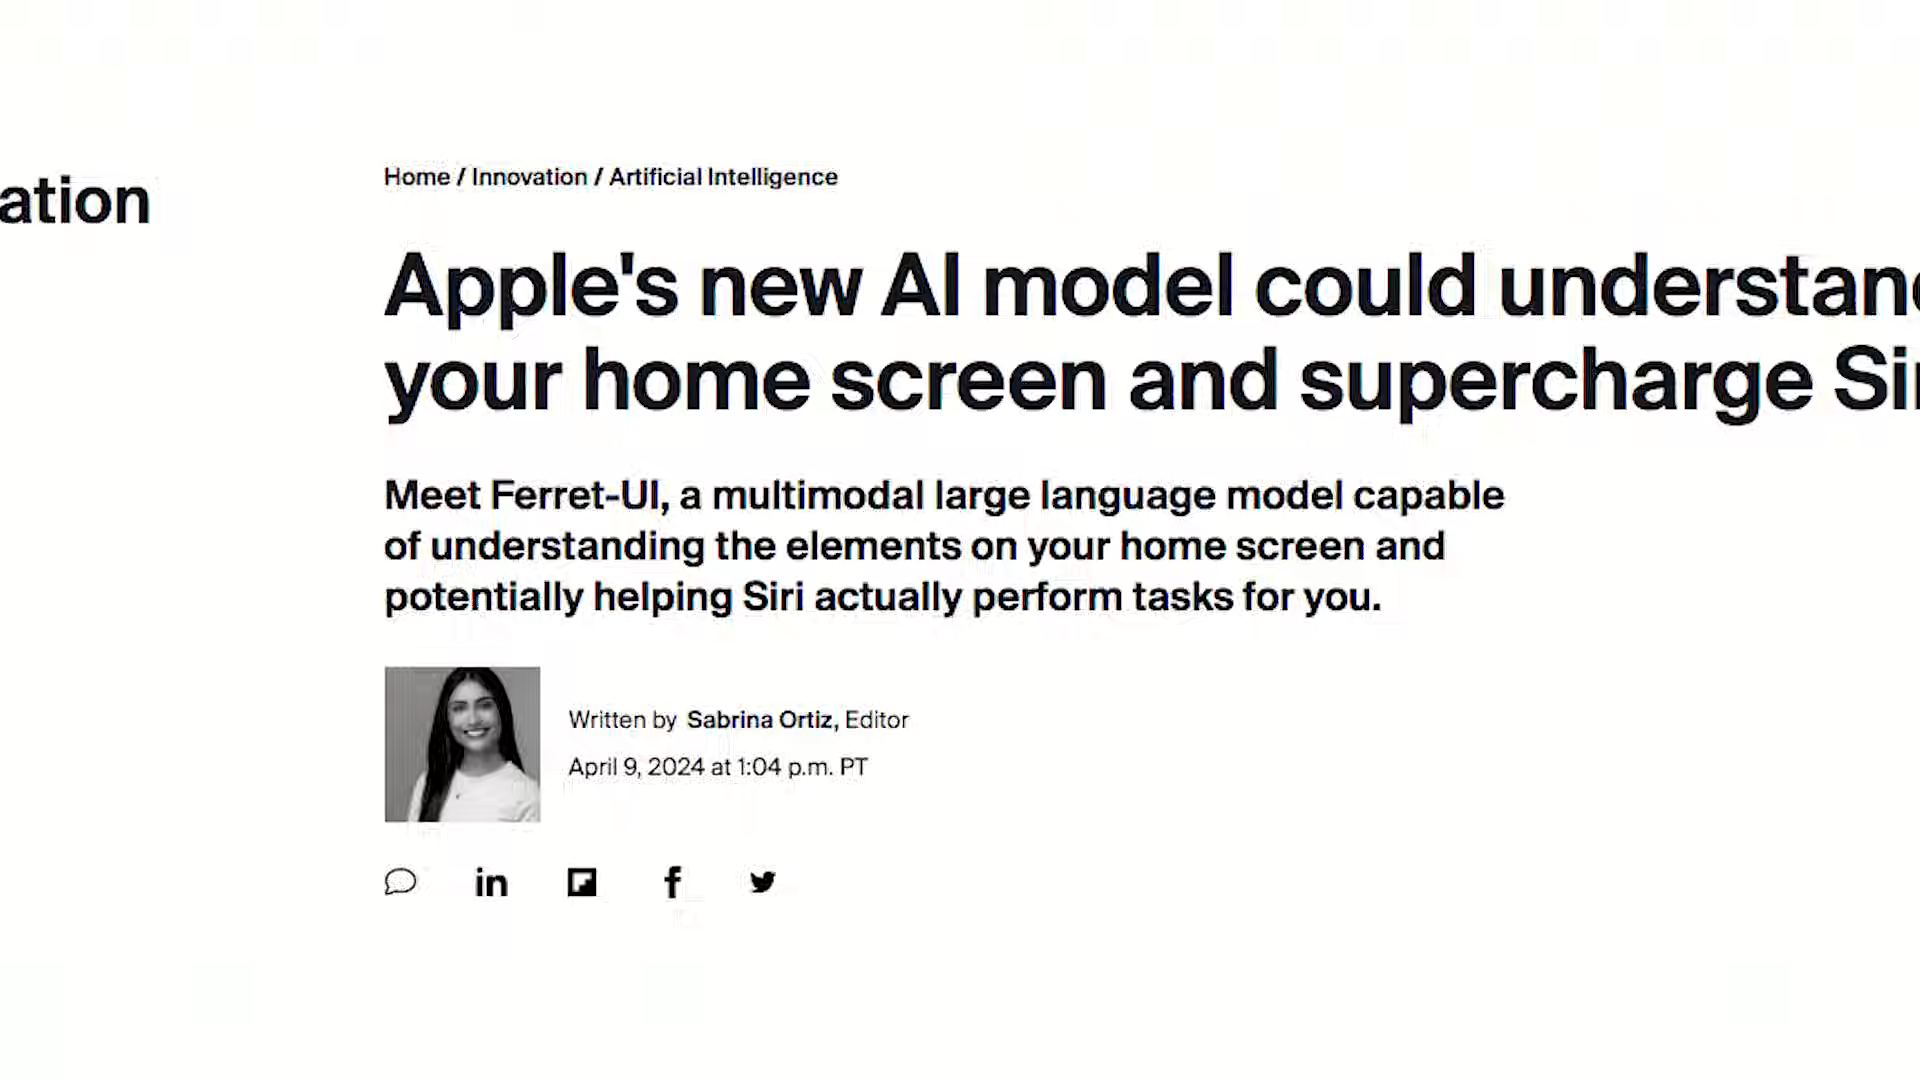 ation
Home / Innovation / Artificial Intelligence
Apple's new AI model could understan
your home screen and supercharge Sir
Meet Ferret-UI, a multimodal large language model capable
of understanding the elements on your home screen and
potentially helping Siri actually perform tasks for you.
Written by Sabrina Ortiz, Editor
April 9, 2024 at 1:04 p.m. PT
in
f